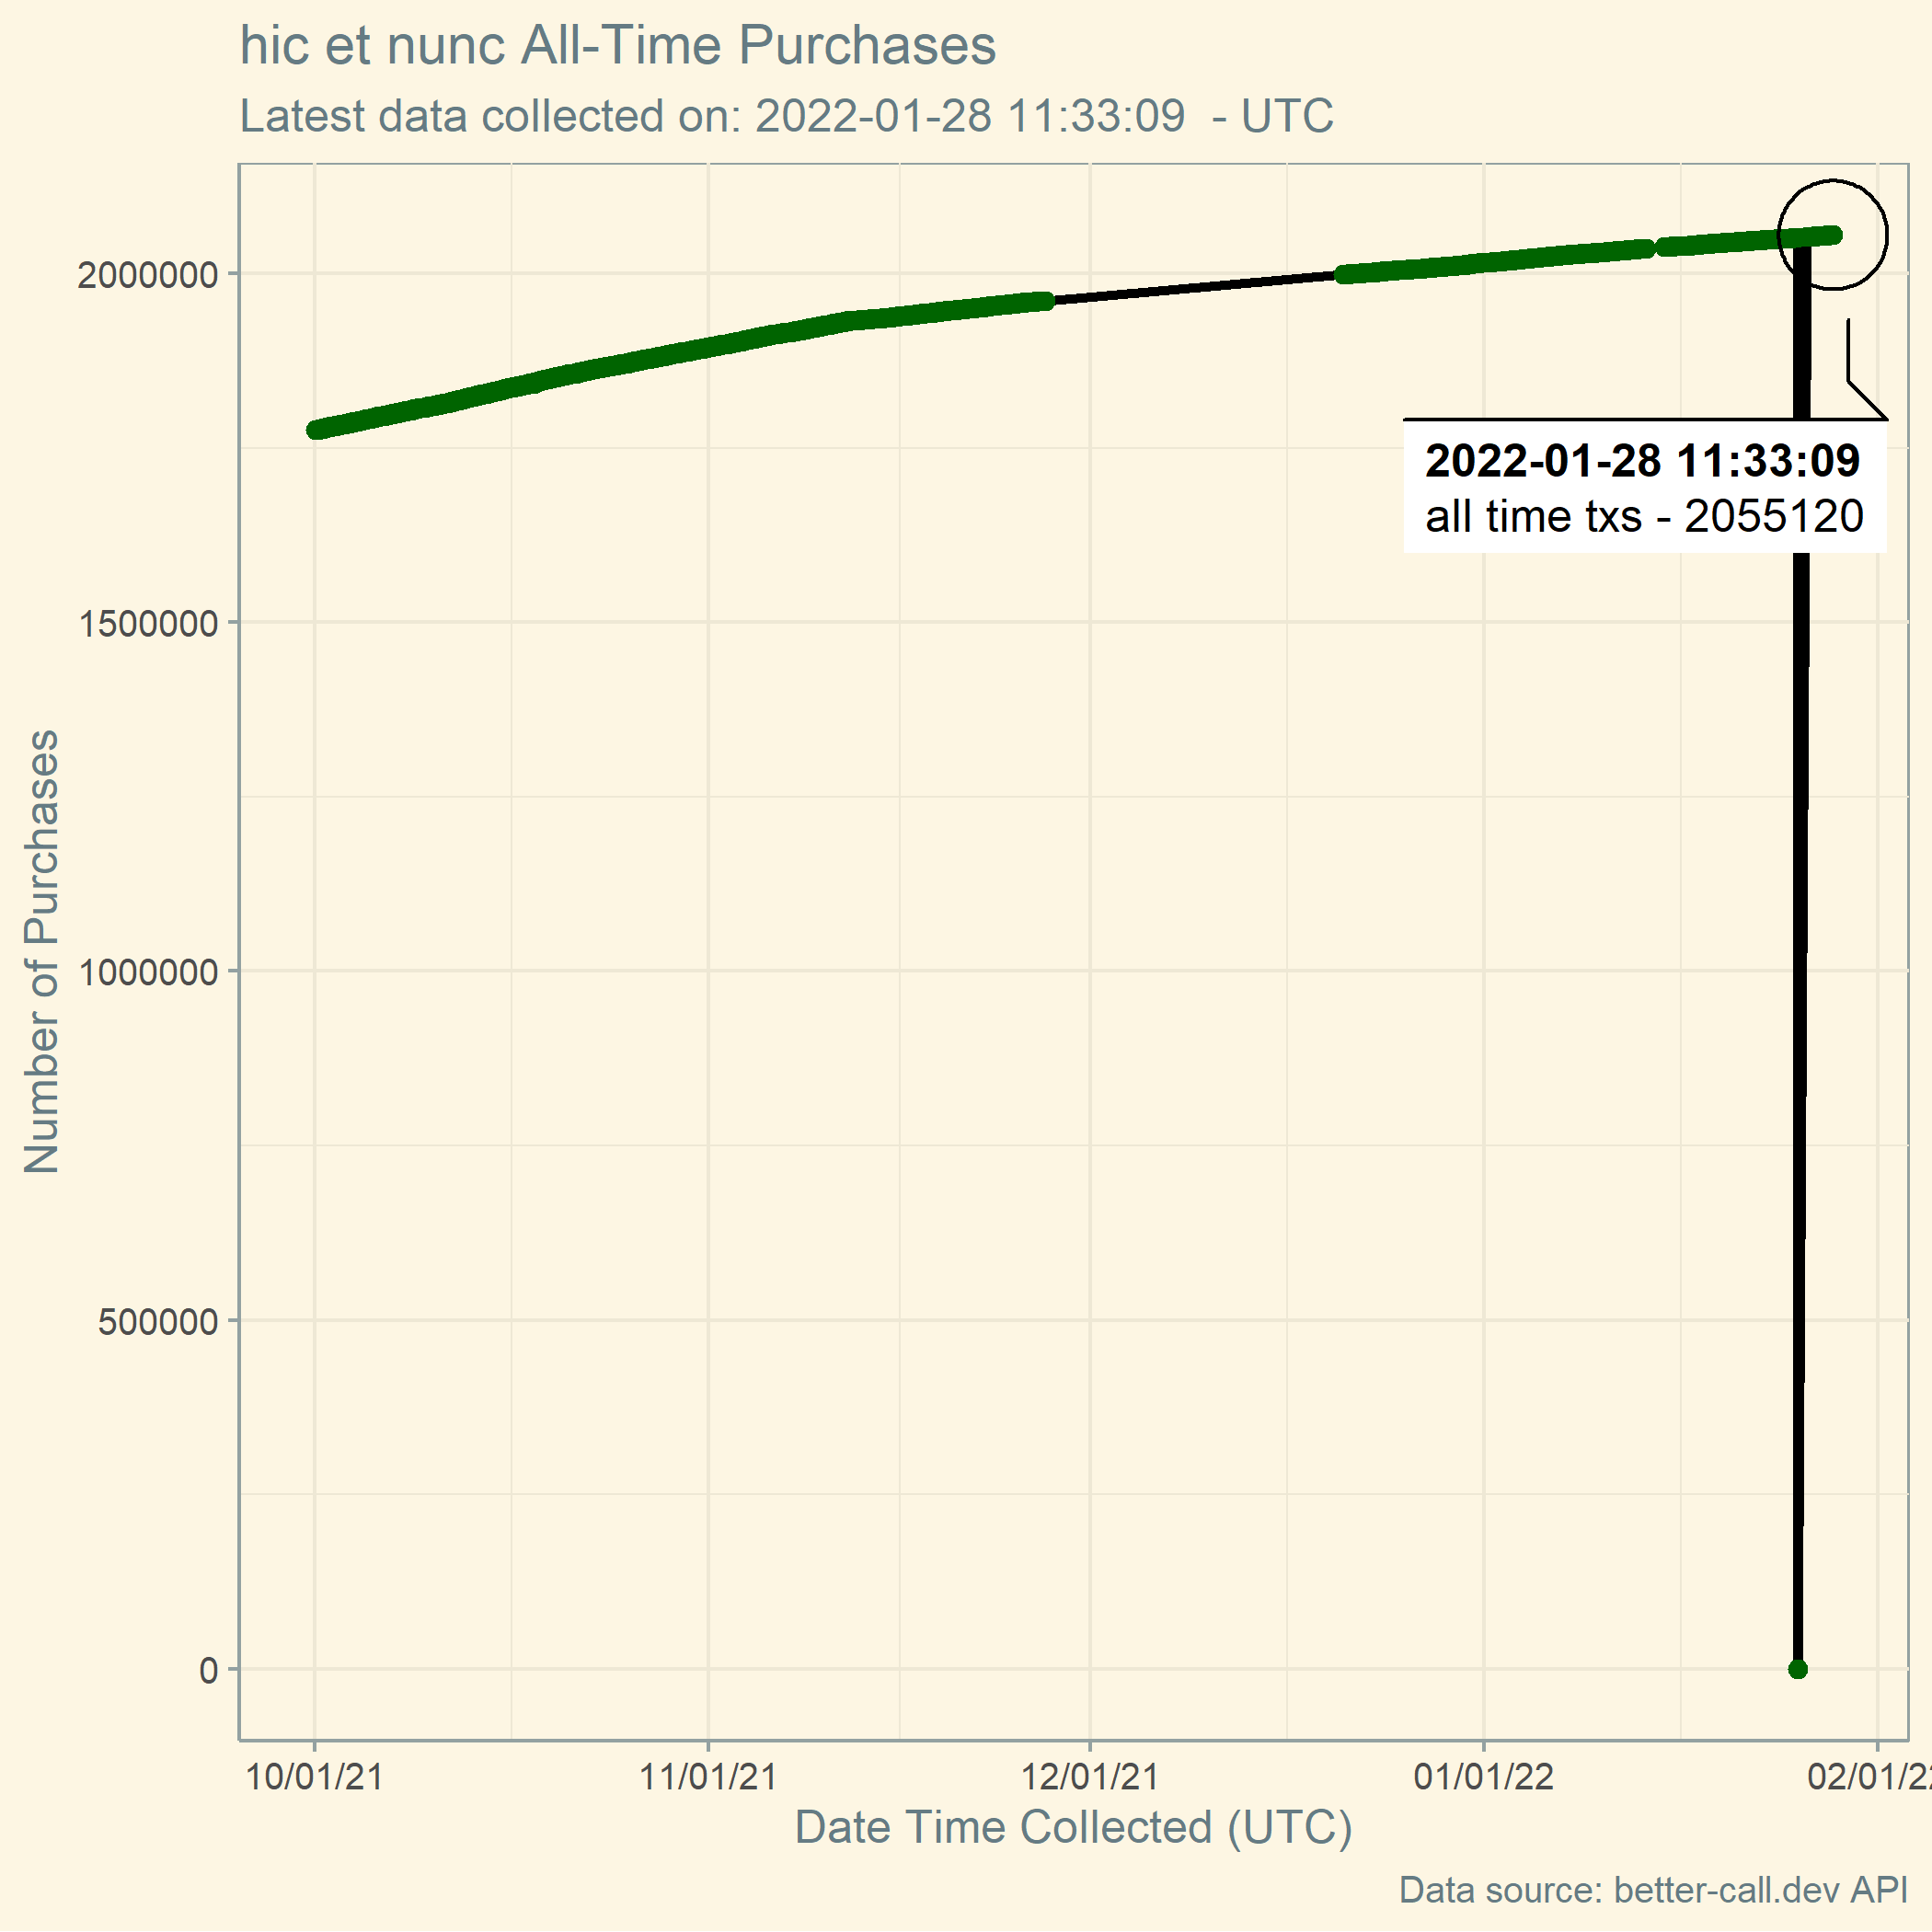 hic et nunc All-Time Purchases
Latest data collected on: 2022-01-28 11:33:09  - UTC
2000000
1500000
1000000
500000
0
Number of Purchases
2022-01-28 11:33:09
all time txs - 2055120
10/01/21 11/01/21 12/01/21 01/01/22 02/01/22
Date Time Collected (UTC)
Data source: better-call.dev API